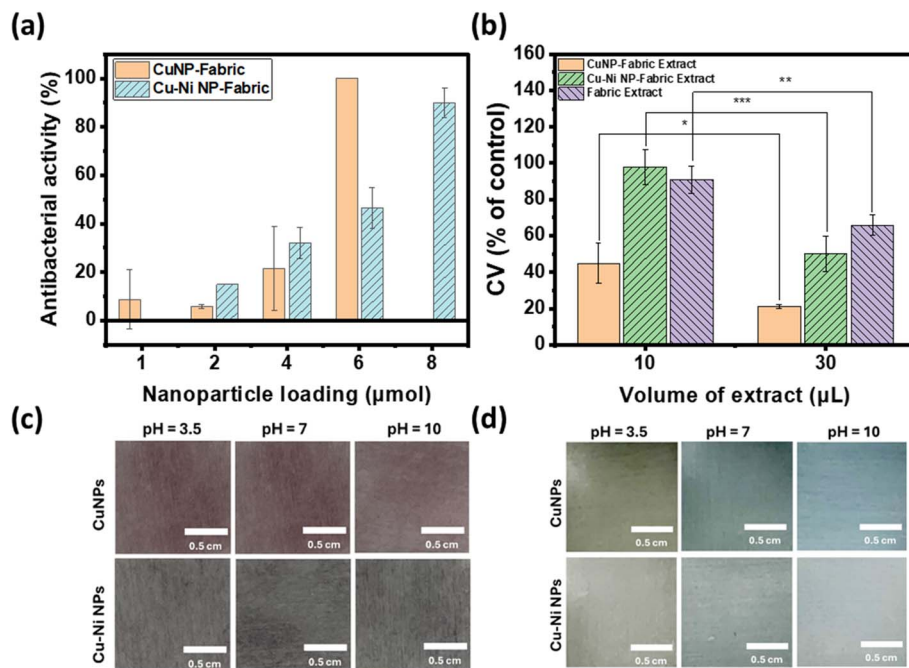 (a)
Antibacterial activity (%)
100
80
60
40
20
0
CuNP-Fabric
Cu-Ni NP-Fabric
1 2 4 6 8
Nanoparticle loading (µmol)
(b)
CV (% of control)
160
140
120
100
80
60
40
20
0
CuNP-Fabric Extract
Cu-Ni NP-Fabric Extract
Fabric Extract
**
***
*
10 30
Volume of extract (µL)
(c)
pH = 3.5 pH = 7 pH = 10
CuNPs
0.5 cm 0.5 cm 0.5 cm
Cu-Ni NPs
0.5 cm 0.5 cm 0.5 cm
(d)
pH = 3.5 pH = 7 pH = 10
CuNPs
0.5 cm 0.5 cm 0.5 cm
Cu-Ni NPs
0.5 cm 0.5 cm 0.5 cm